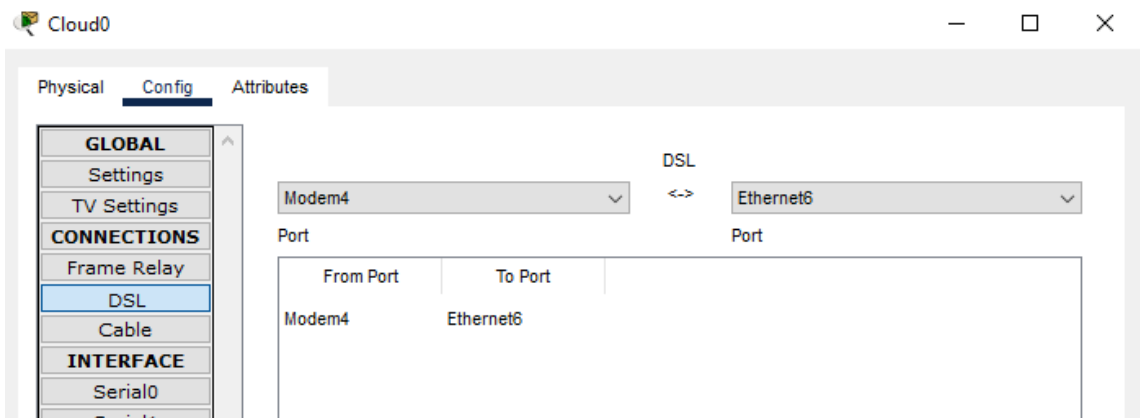 Cloud0
Physical Config Attributes
GLOBAL
Settings
TV Settings
CONNECTIONS
Frame Relay
DSL
Cable
INTERFACE
Serial0
DSL
Modem4 <-> Ethernet6
Port Port
From Port To Port
Modem4 Ethernet6